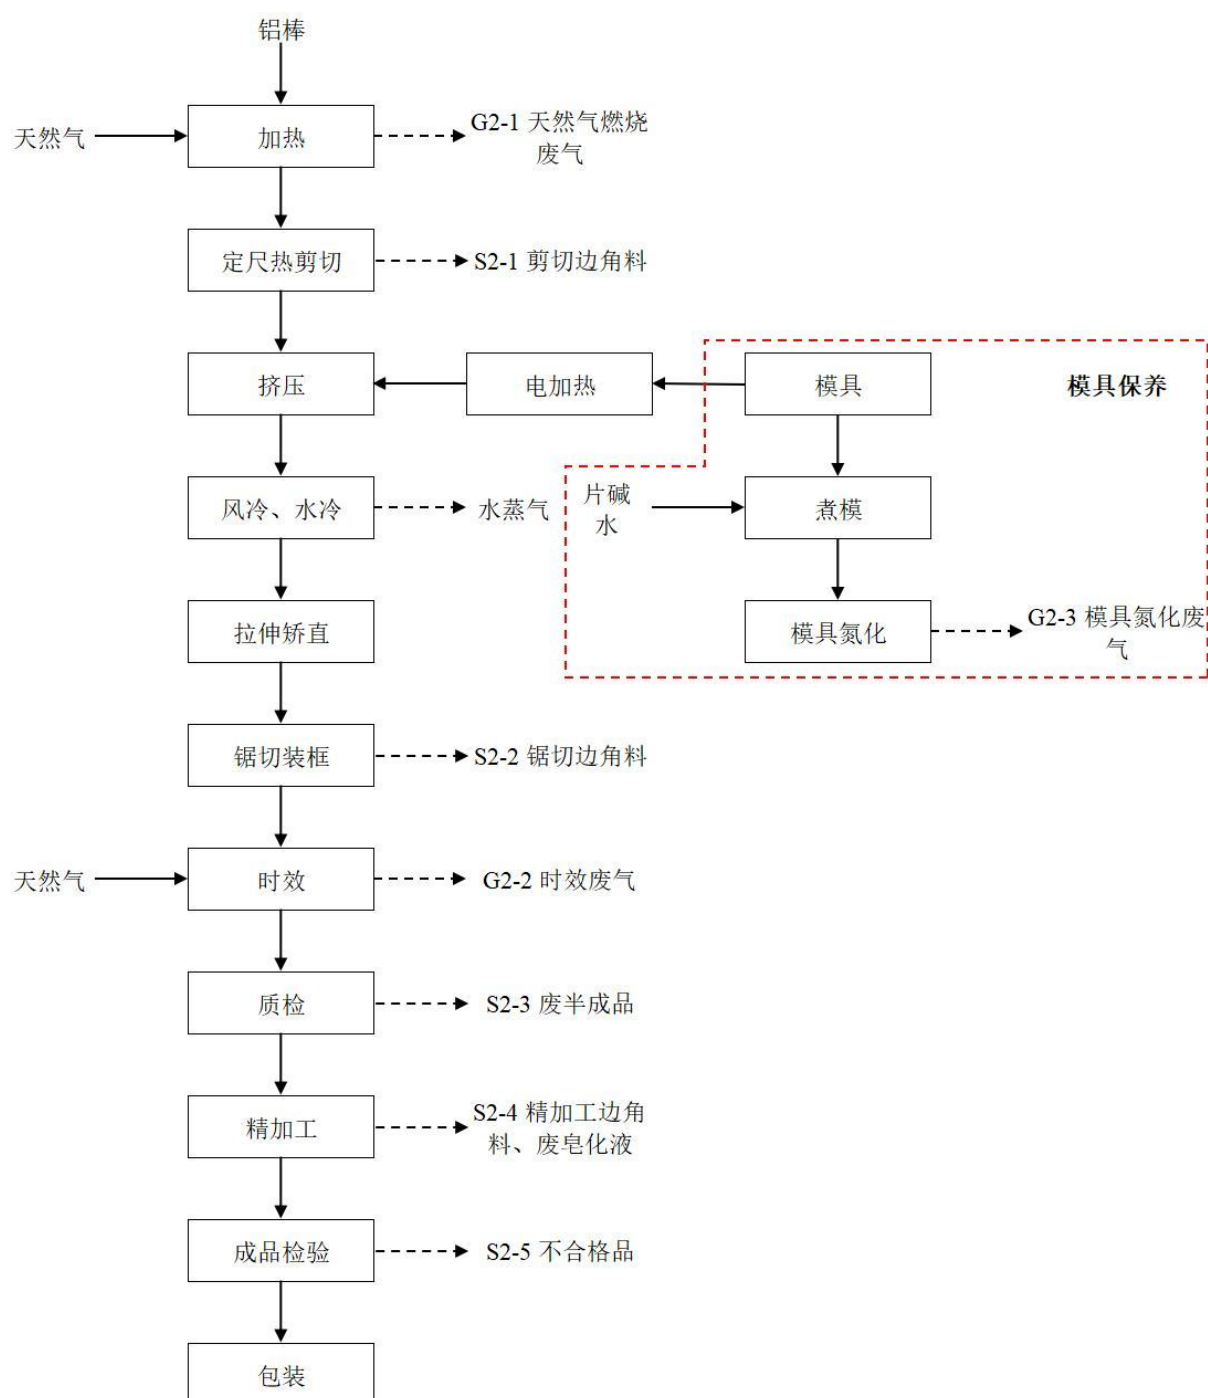 铝棒
天然气
加热
G2-1 天然气燃烧
废气
定尺热剪切
S2-1 剪切边角料
挤压
电加热
模具
模具保养
风冷、水冷
水蒸气
片碱
水
煮模
拉伸矫直
模具氮化
G2-3 模具氮化废
气
锯切装框
S2-2 锯切边角料
天然气
时效
G2-2 时效废气
质检
S2-3 废半成品
精加工
S2-4 精加工边角
料、废皂化液
成品检验
S2-5 不合格品
包装